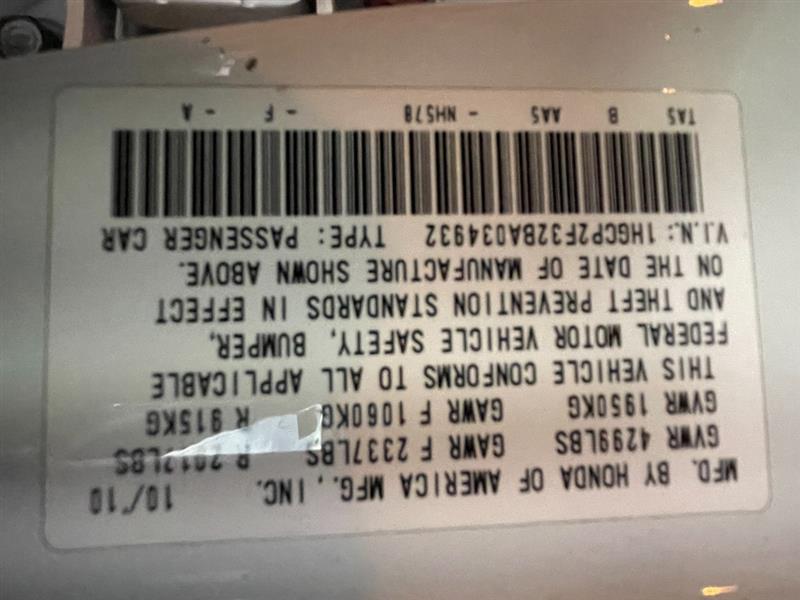 MFD. BY HONDA OF AMERICA MFG., INC. 10/10
GVWR 4299LBS GAWR F 2337LBS R 2017LBS
GVWR 1950KG GAWR F 1060KG R 915KG
THIS VEHICLE CONFORMS TO ALL APPLICABLE
FEDERAL MOTOR VEHICLE SAFETY, BUMPER,
AND THEFT PREVENTION STANDARDS IN EFFECT
ON THE DATE OF MANUFACTURE SHOWN ABOVE.
V.I.N.: 1HGCP2F32BA034932 TYPE: PASSENGER CAR
TA5 B AA5 - NH578 - F - A